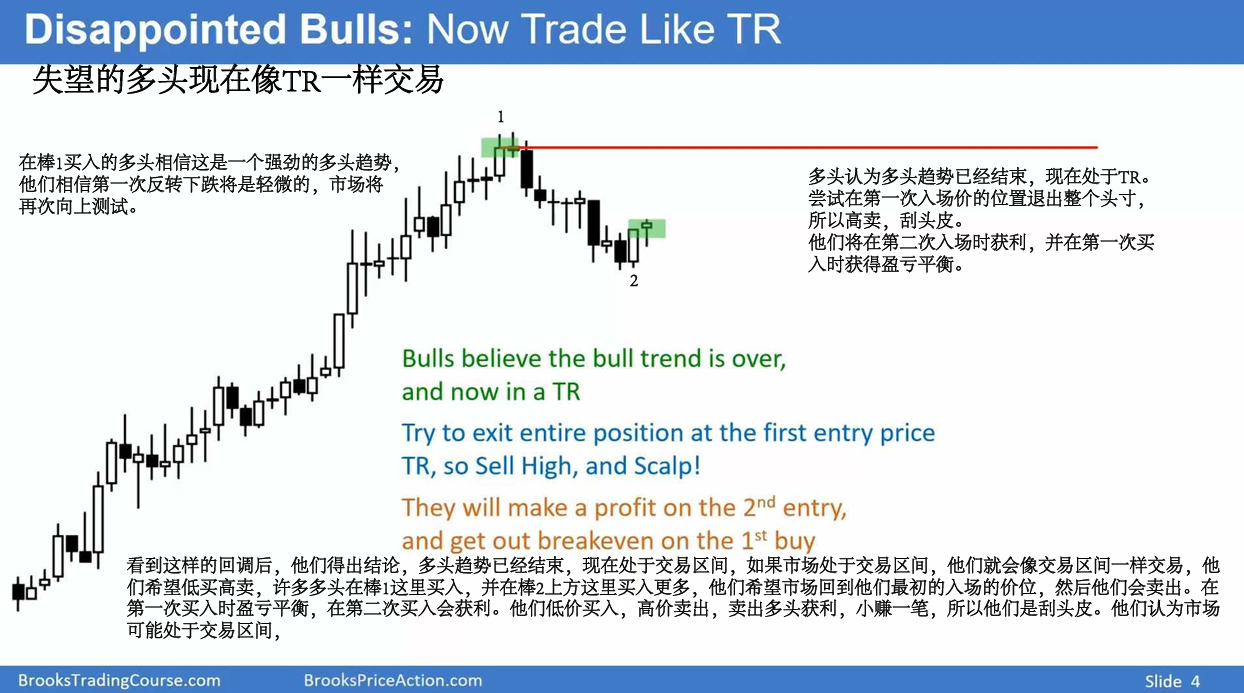 Disappointed Bulls: Now Trade Like TR
失望的多头现在像TR一样交易
1
在棒1买入的多头相信这是一个强劲的多头趋势，
他们相信第一次反转下跌将是轻微的，市场将
再次向上测试。
多头认为多头趋势已经结束，现在处于TR。
尝试在第一次入场价的位置退出整个头寸，
所以高卖，刮头皮。
他们将在第二次入场时获利，并在第一次买
入时获得盈亏平衡。
2
Bulls believe the bull trend is over,
and now in a TR
Try to exit entire position at the first entry price
TR, so Sell High, and Scalp!
They will make a profit on the 2nd entry,
and get out breakeven on the 1st buy
看到这样的回调后，他们得出结论，多头趋势已经结束，现在处于交易区间，如果市场处于交易区间，他们就会像交易区间一样交易，他
们希望低买高卖，许多多头在棒1这里买入，并在棒2上方这里买入更多，他们希望市场回到他们最初的入场的价位，然后他们会卖出。在
第一次买入时盈亏平衡，在第二次买入会获利。他们低价买入，高价卖出，卖出多头获利，小赚一笔，所以他们是刮头皮。他们认为市场
可能处于交易区间，
BrooksTradingCourse.com
BrooksPriceAction.com
Slide 4